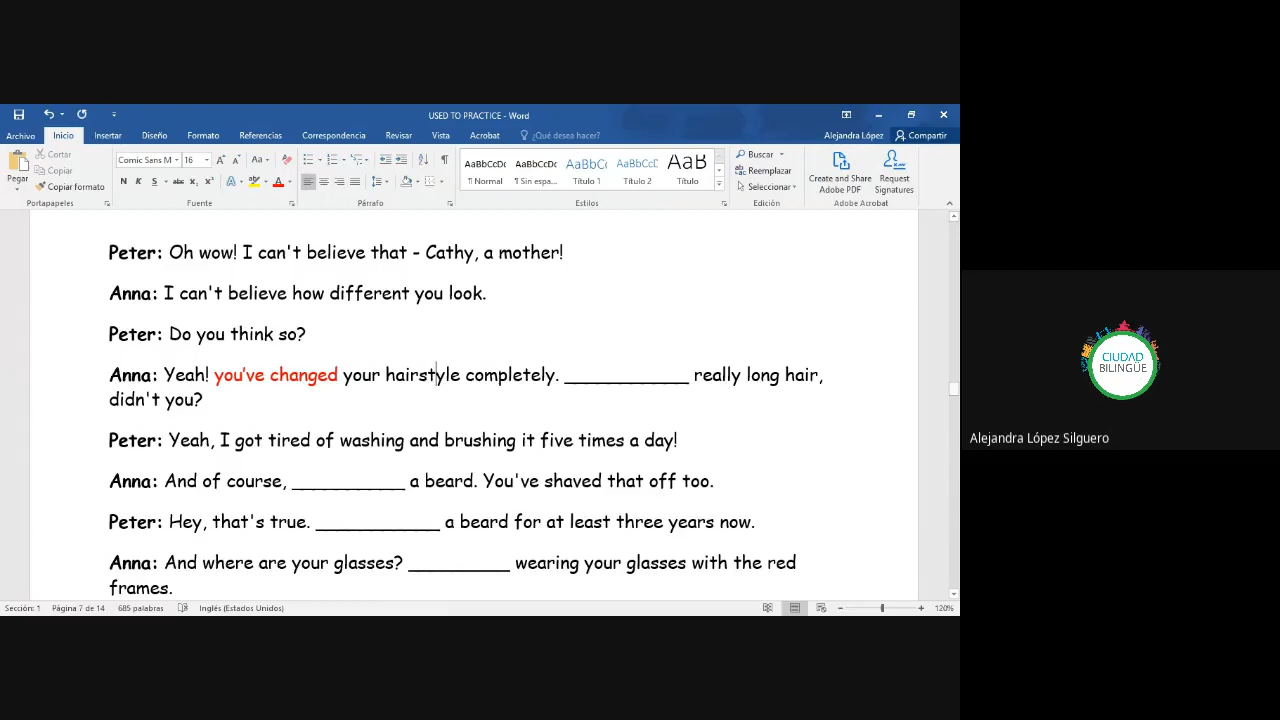 USED TO PRACTICE - Word
Archivo Inicio Insertar Diseño Formato Referencias Correspondencia Revisar Vista Acrobat ¿Qué desea hacer? Alejandra López Compartir
Pegar
Cortar
Copiar
Copiar formato
Portapapeles
Comic Sans M 16
N K S abc x₂ x²
Fuente
Párrafo
AaBbCcDc AaBbCcDc AaBbCc AaBbCcD AaB
¶ Normal ¶ Sin espa... Título 1 Título 2 Título
Estilos
Buscar
Reemplazar
Seleccionar
Edición
Create and Share Adobe PDF
Request Signatures
Adobe Acrobat
Peter: Oh wow! I can't believe that - Cathy, a mother!
Anna: I can't believe how different you look.
Peter: Do you think so?
Anna: Yeah! you've changed your hairstyle completely. ____________ really long hair,
didn't you?
Peter: Yeah, I got tired of washing and brushing it five times a day!
Anna: And of course, ___________ a beard. You've shaved that off too.
Peter: Hey, that's true. ____________ a beard for at least three years now.
Anna: And where are your glasses? __________ wearing your glasses with the red
frames.
Sección: 1 Página 7 de 14 685 palabras Inglés (Estados Unidos) 120%
CIUDAD
BILINGÜE
Alejandra López Silguero